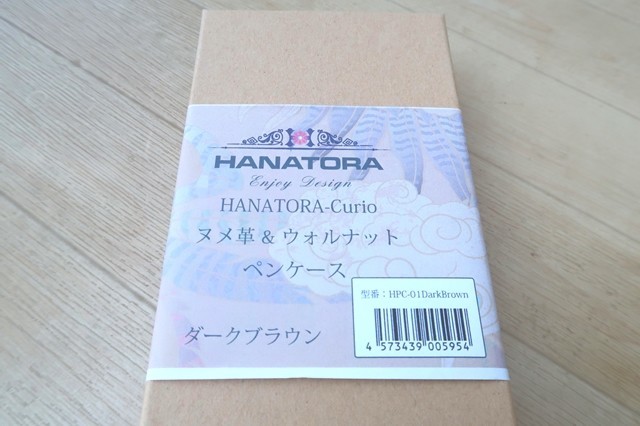 HANATORA
Enjoy Design
HANATORA-Curio
ヌメ革 & ウォルナット
ペンケース
型番：HPC-01DarkBrown
4 573439 005954
ダークブラウン